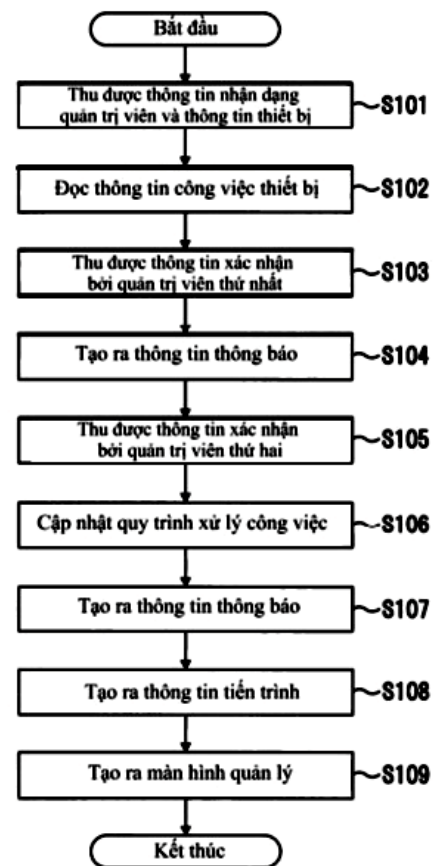 Bắt đầu
Thu được thông tin nhận dạng
quản trị viên và thông tin thiết bị
S101
Đọc thông tin công việc thiết bị
S102
Thu được thông tin xác nhận
bởi quản trị viên thứ nhất
S103
Tạo ra thông tin thông báo
S104
Thu được thông tin xác nhận
bởi quản trị viên thứ hai
S105
Cập nhật quy trình xử lý công việc
S106
Tạo ra thông tin thông báo
S107
Tạo ra thông tin tiến trình
S108
Tạo ra màn hình quản lý
S109
Kết thúc